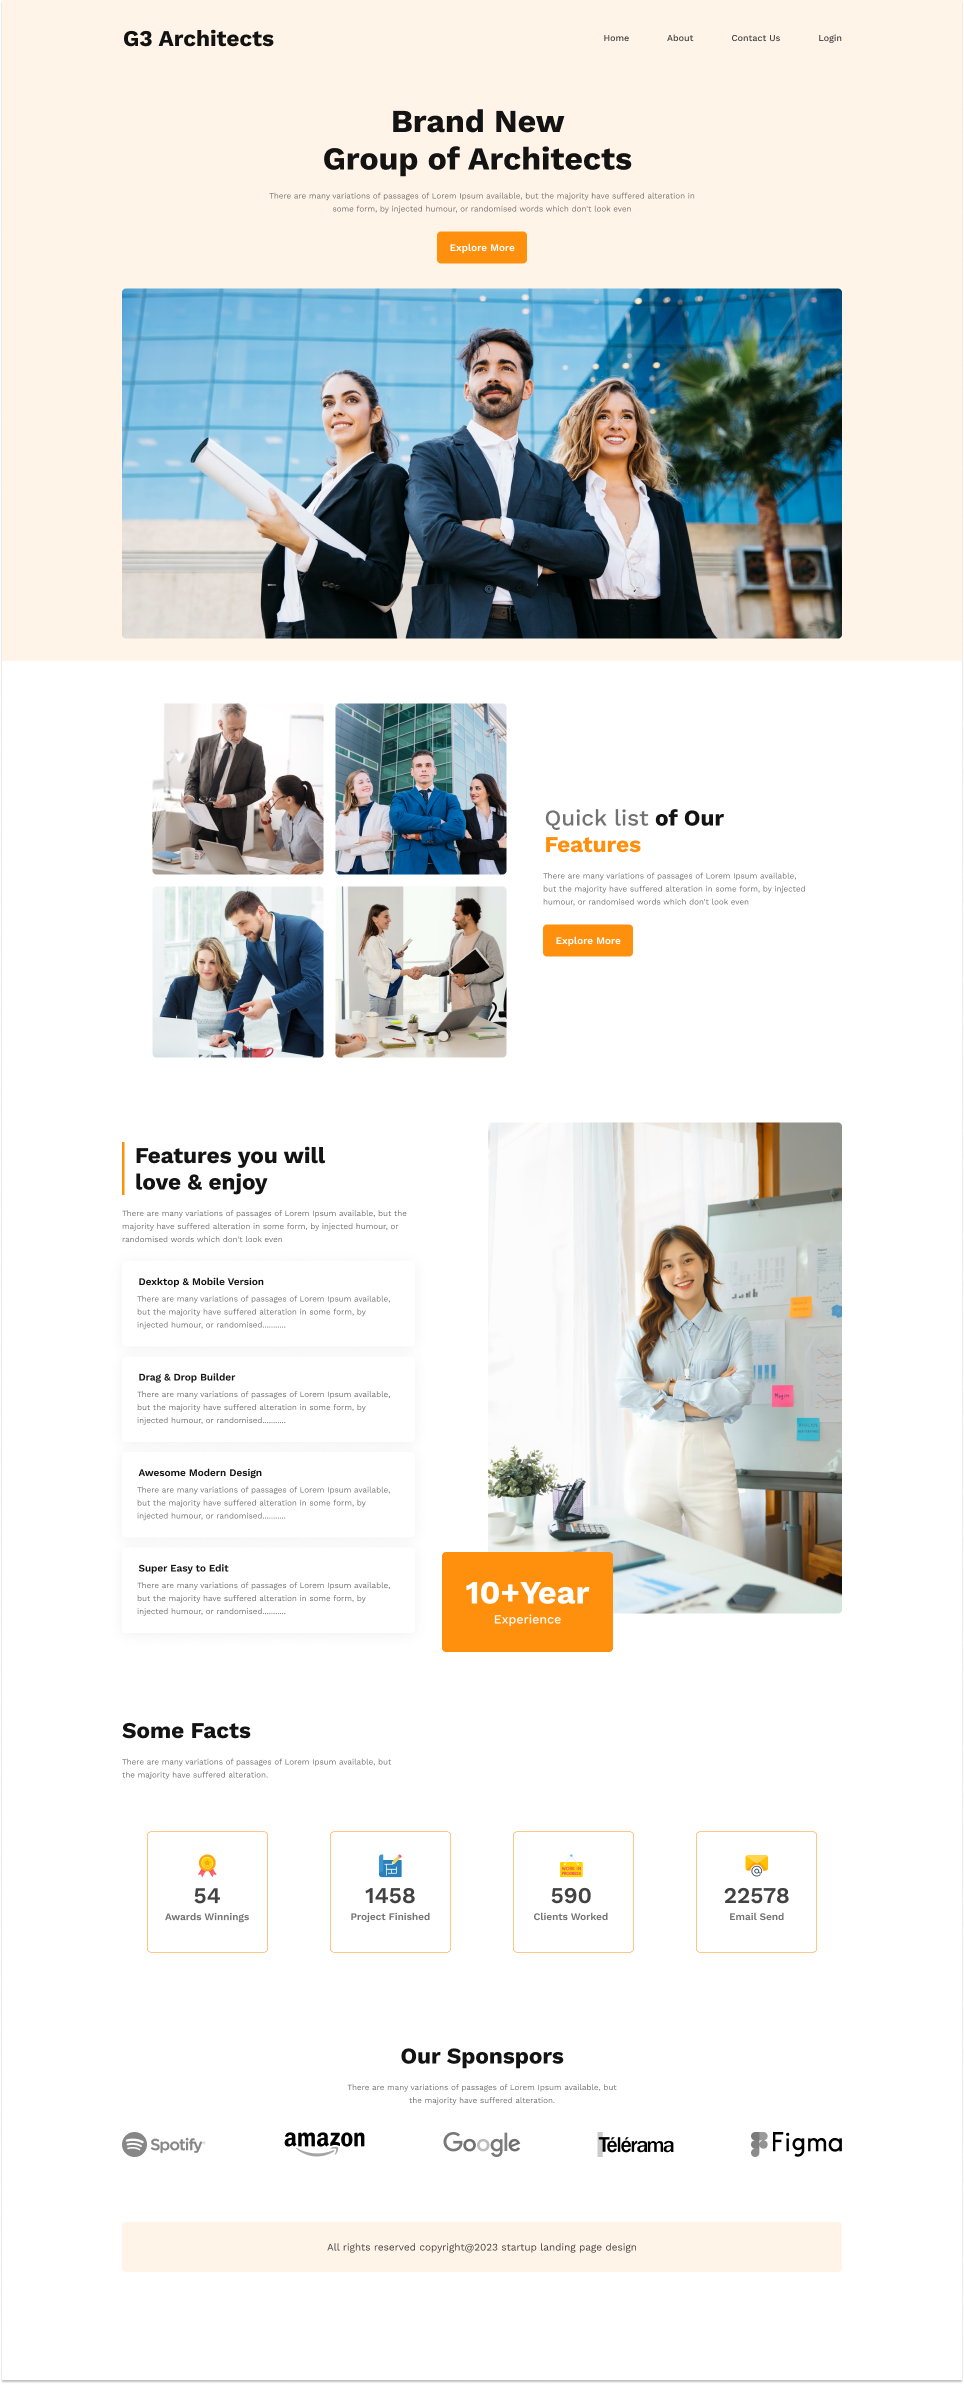 G3 Architects
Home
About
Contact Us
Login
Brand New
Group of Architects
There are many variations of passages of Lorem Ipsum available, but the majority have suffered alteration in
some form, by injected humour, or randomised words which don't look even
Explore More
Quick list of Our
Features
There are many variations of passages of Lorem Ipsum available,
but the majority have suffered alteration in some form, by injected
humour, or randomised words which don't look even
Explore More
Features you will
love & enjoy
There are many variations of passages of Lorem Ipsum available, but the
majority have suffered alteration in some form, by injected humour, or
randomised words which don't look even
Dexktop & Mobile Version
There are many variations of passages of Lorem Ipsum available,
but the majority have suffered alteration in some form, by
injected humour, or randomised...........
Drag & Drop Builder
There are many variations of passages of Lorem Ipsum available,
but the majority have suffered alteration in some form, by
injected humour, or randomised...........
Awesome Modern Design
There are many variations of passages of Lorem Ipsum available,
but the majority have suffered alteration in some form, by
injected humour, or randomised...........
Super Easy to Edit
There are many variations of passages of Lorem Ipsum available,
but the majority have suffered alteration in some form, by
injected humour, or randomised...........
10+Year
Experience
Some Facts
There are many variations of passages of Lorem Ipsum available, but
the majority have suffered alteration.
54
Awards Winnings
1458
Project Finished
590
Clients Worked
22578
Email Send
Our Sponspors
There are many variations of passages of Lorem Ipsum available, but
the majority have suffered alteration.
Spotify
amazon
Google
Télérama
Figma
All rights reserved copyright@2023 startup landing page design